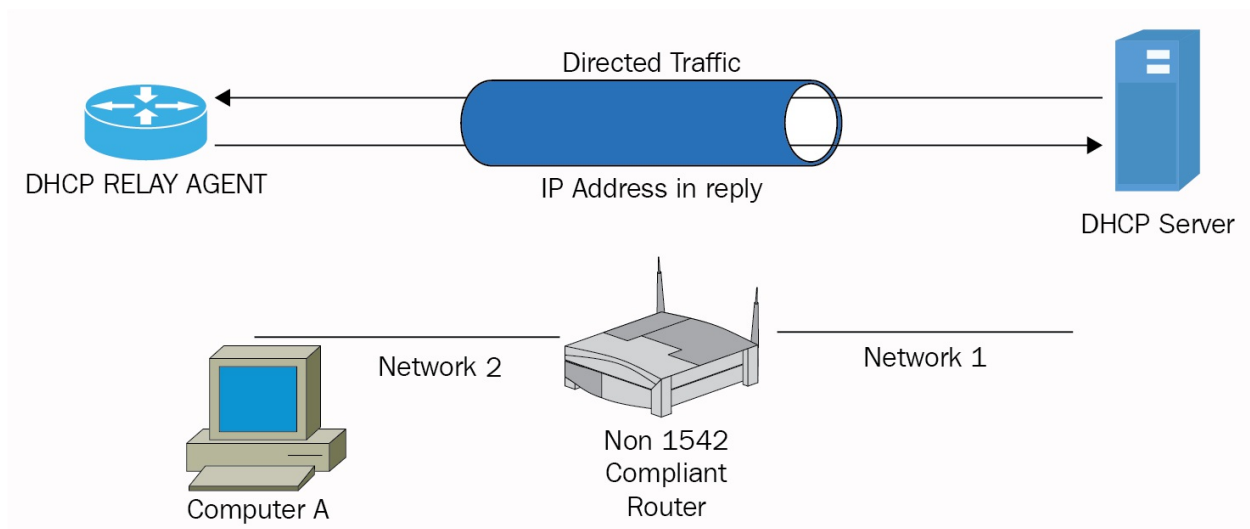 Directed Traffic
DHCP RELAY AGENT
IP Address in reply
DHCP Server
Network 2
Network 1
Non 1542
Compliant
Router
Computer A